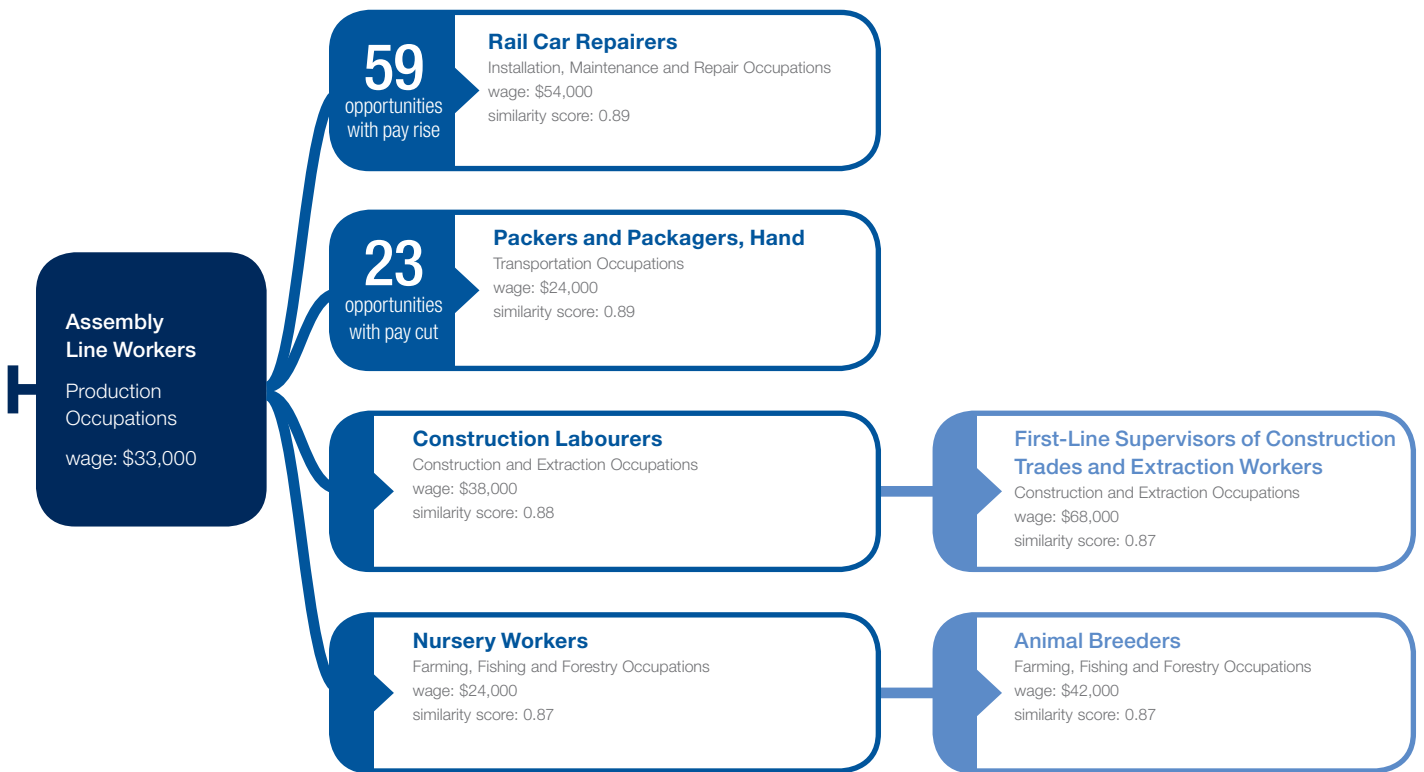 Assembly
Line Workers
Production
Occupations
wage: $33,000
59
opportunities
with pay rise
Rail Car Repairers
Installation, Maintenance and Repair Occupations
wage: $54,000
similarity score: 0.89
23
opportunities
with pay cut
Packers and Packagers, Hand
Transportation Occupations
wage: $24,000
similarity score: 0.89
Construction Labourers
Construction and Extraction Occupations
wage: $38,000
similarity score: 0.88
First-Line Supervisors of Construction
Trades and Extraction Workers
Construction and Extraction Occupations
wage: $68,000
similarity score: 0.87
Nursery Workers
Farming, Fishing and Forestry Occupations
wage: $24,000
similarity score: 0.87
Animal Breeders
Farming, Fishing and Forestry Occupations
wage: $42,000
similarity score: 0.87